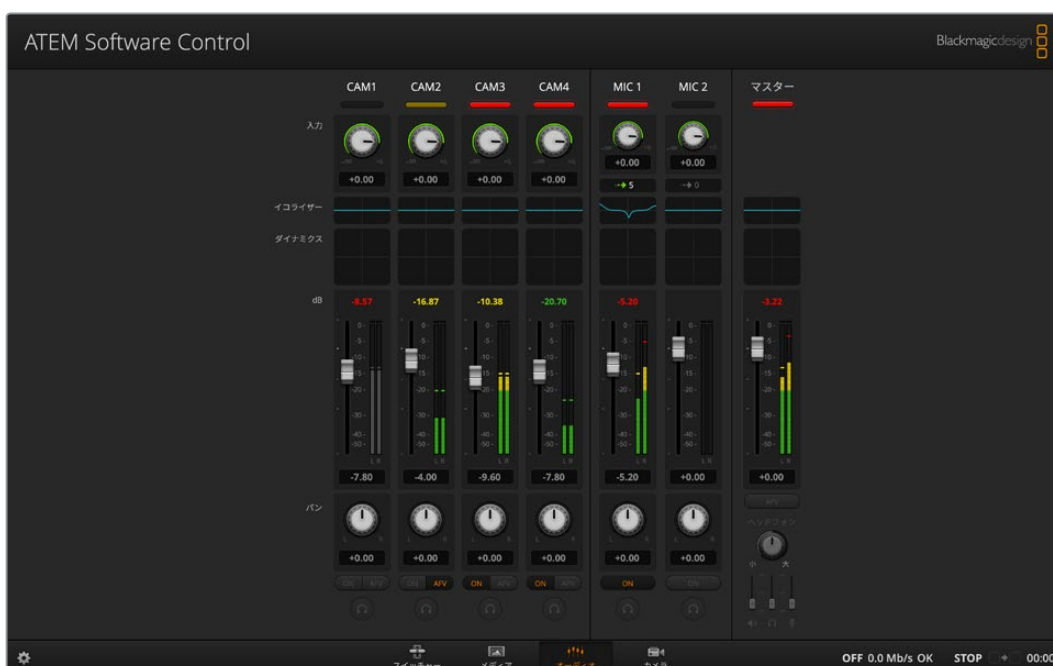 ATEM Software Control
Blackmagicdesign
CAM1 CAM2 CAM3 CAM4 MIC 1 MIC 2 マスター
入力
+0.00 +0.00 +0.00 +0.00 +0.00 +0.00
5 0
イコライザー
ダイナミクス
dB -8.57 -16.87 -10.38 -20.70 -5.20 -3.22
-7.80 -4.00 -9.60 -7.80 -5.20 +0.00 +0.00
AFV
パン
ヘッドフォン
L R L R L R L R L R L R
小 大
+0.00 +0.00 +0.00 +0.00 +0.00 +0.00
ON AFV ON AFV ON AFV ON AFV ON ON
スイッチャー メディア オーディオ カメラ
OFF 0.0 Mb/s OK STOP 00:00